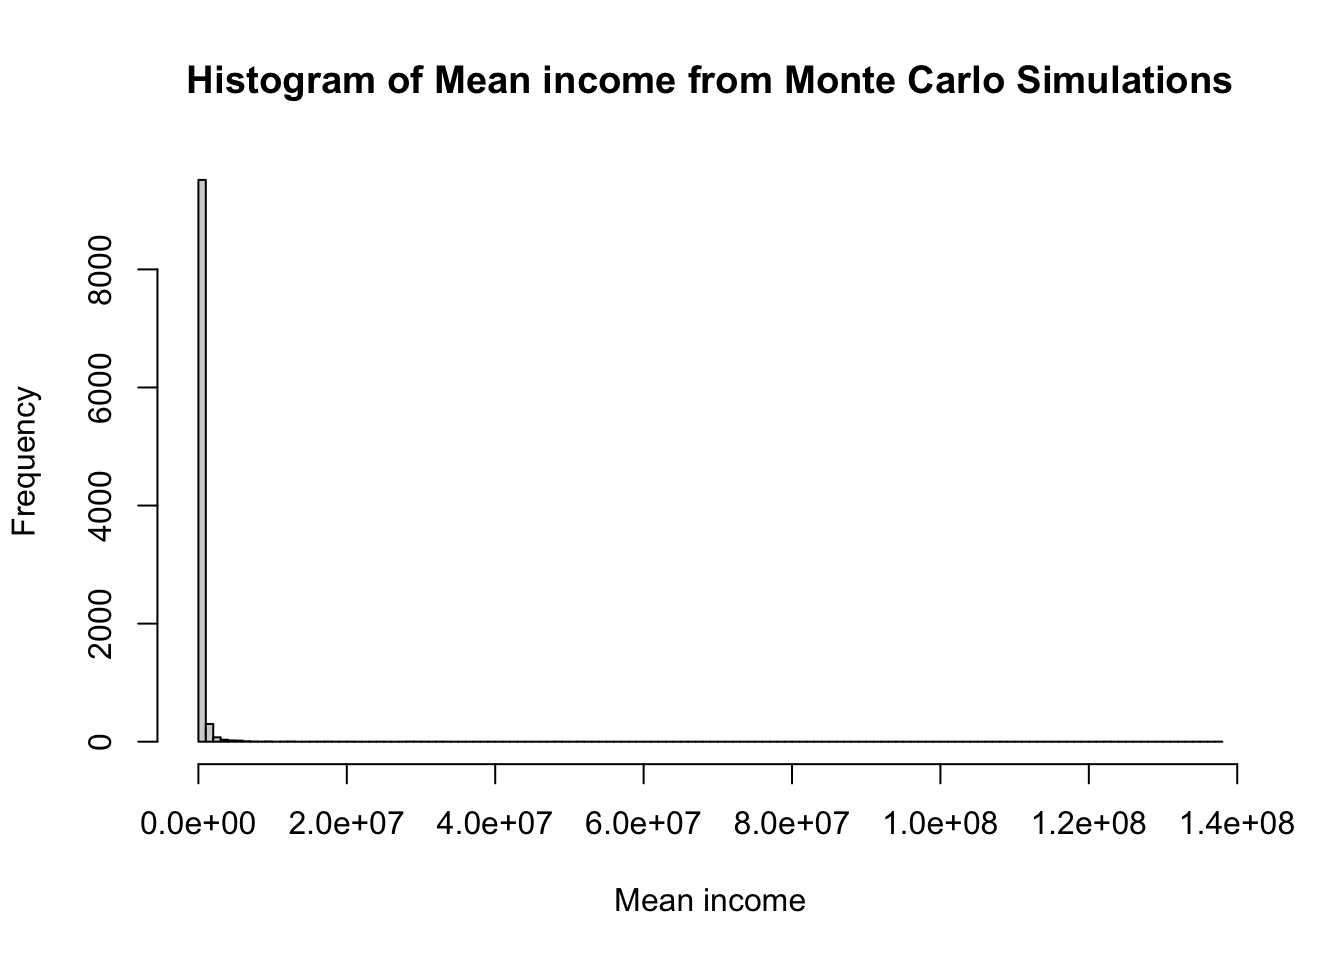 Histogram of Mean income from Monte Carlo Simulations
Frequency
8000
6000
4000
2000
0
0.0e+00 2.0e+07 4.0e+07 6.0e+07 8.0e+07 1.0e+08 1.2e+08 1.4e+08
Mean income